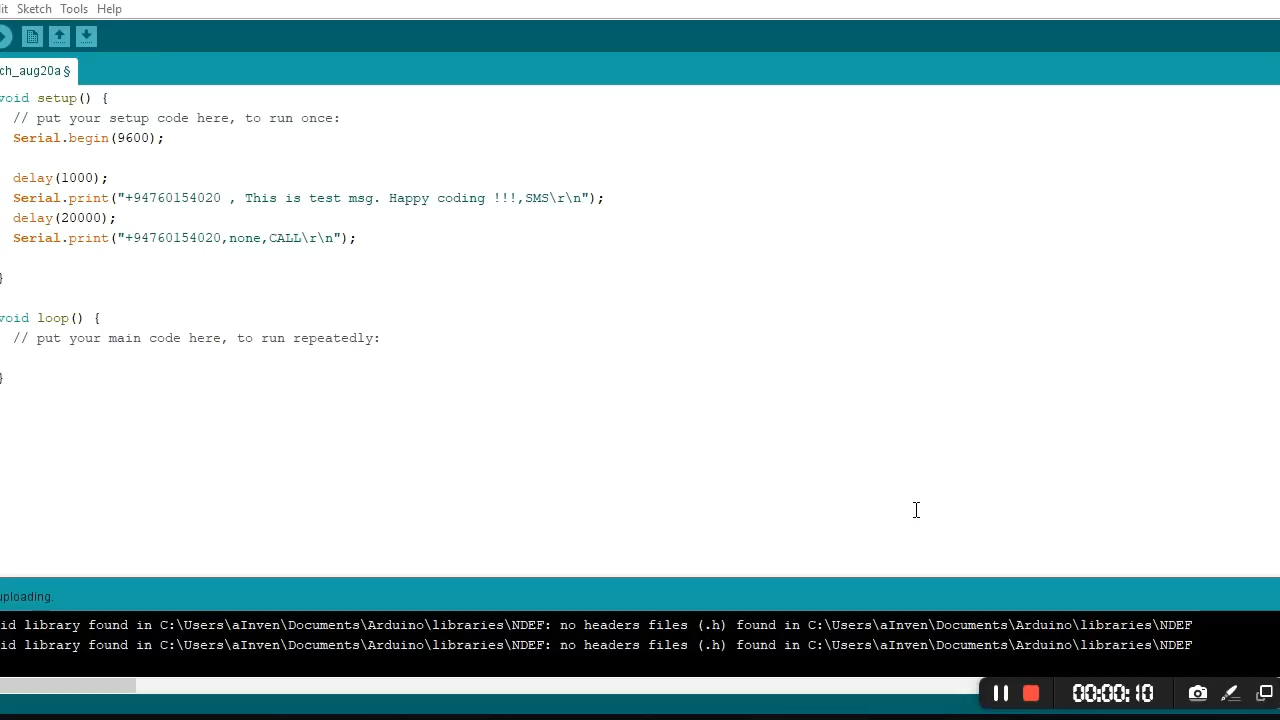 it Sketch Tools Help
ch_aug20a §
void setup() {
// put your setup code here, to run once:
Serial.begin(9600);
delay(1000);
Serial.print("+94760154020 , This is test msg. Happy coding !!!,SMS\r\n");
delay(20000);
Serial.print("+94760154020,none,CALL\r\n");
}
void loop() {
// put your main code here, to run repeatedly:
}
uploading.
id library found in C:\Users\aInven\Documents\Arduino\libraries\NDEF: no headers files (.h) found in C:\Users\aInven\Documents\Arduino\libraries\NDEF
id library found in C:\Users\aInven\Documents\Arduino\libraries\NDEF: no headers files (.h) found in C:\Users\aInven\Documents\Arduino\libraries\NDEF
00:00:10